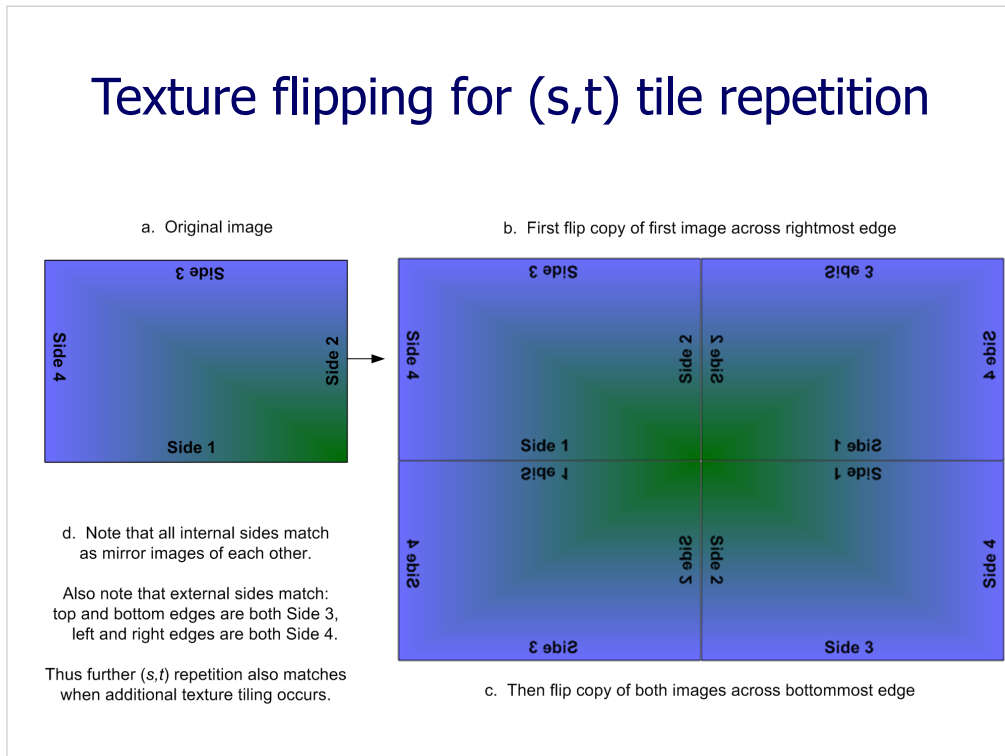 Texture flipping for (s,t) tile repetition
a. Original image
Side 3
Side 4
Side 2
Side 1
b. First flip copy of first image across rightmost edge
Side 3
Side 3
Side 4
Side 2
Side 2
Side 4
Side 1
Side 1
Side 1
Side 1
Side 4
Side 2
Side 2
Side 4
Side 3
Side 3
c. Then flip copy of both images across bottommost edge
d. Note that all internal sides match
as mirror images of each other.
Also note that external sides match:
top and bottom edges are both Side 3,
left and right edges are both Side 4.
Thus further (s,t) repetition also matches
when additional texture tiling occurs.